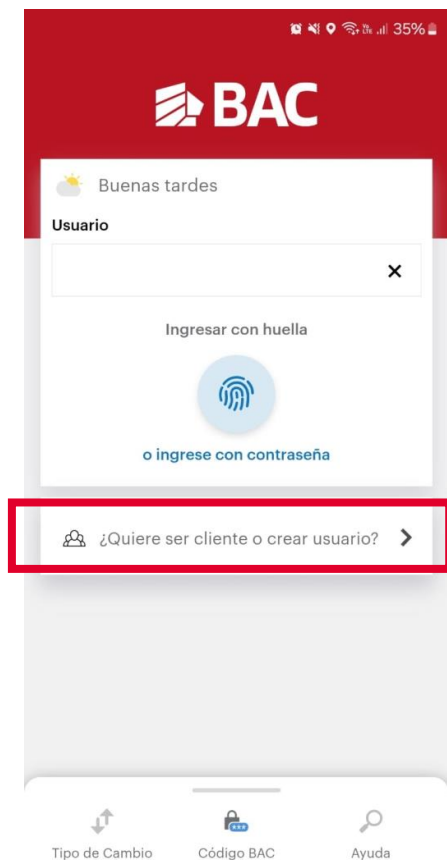 35%
BAC
Buenas tardes
Usuario
Ingresar con huella
o ingrese con contraseña
¿Quiere ser cliente o crear usuario?
Tipo de Cambio Código BAC Ayuda